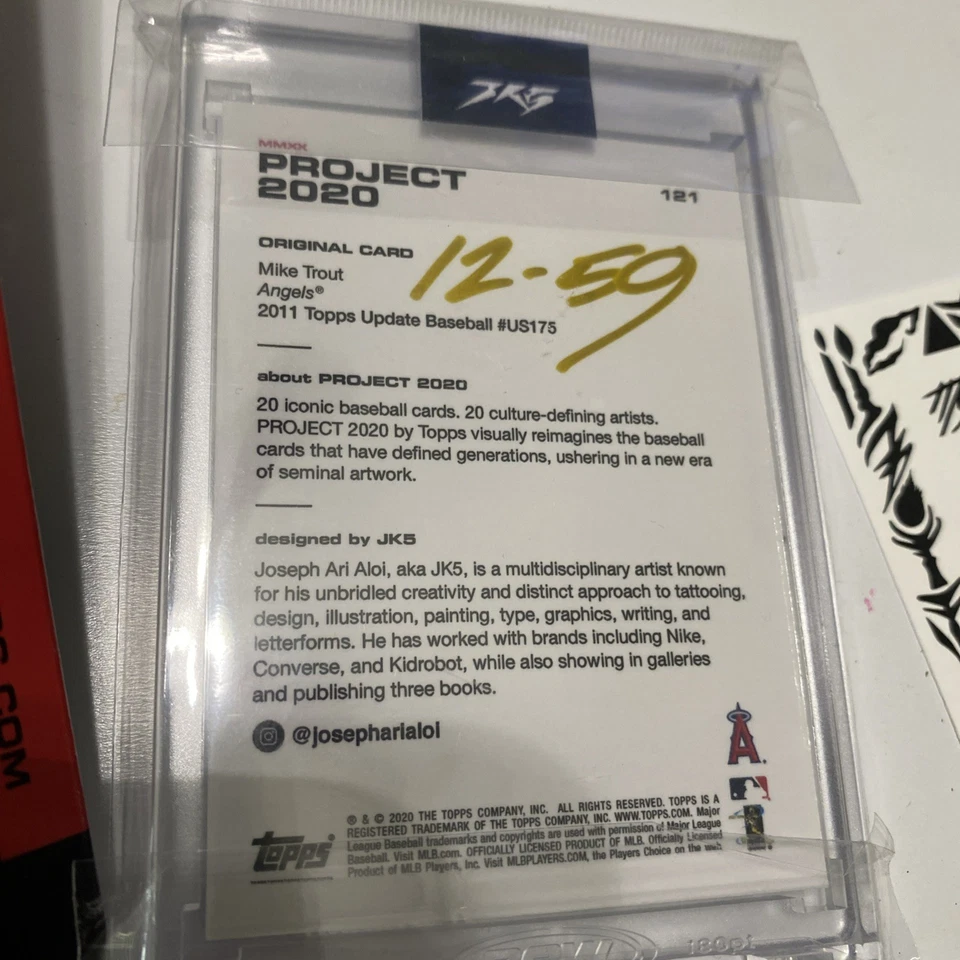 JK5
MMXX
PROJECT
2020
121
ORIGINAL CARD
12-59
Mike Trout
Angels®
2011 Topps Update Baseball #US175
about PROJECT 2020
20 iconic baseball cards. 20 culture-defining artists.
PROJECT 2020 by Topps visually reimagines the baseball
cards that have defined generations, ushering in a new era
of seminal artwork.
designed by JK5
Joseph Ari Aloi, aka JK5, is a multidisciplinary artist known
for his unbridled creativity and distinct approach to tattooing,
design, illustration, painting, type, graphics, writing, and
letterforms. He has worked with brands including Nike,
Converse, and Kidrobot, while also showing in galleries
and publishing three books.
@josepharialoi
A
® & © 2020 THE TOPPS COMPANY, INC. ALL RIGHTS RESERVED. TOPPS IS A
REGISTERED TRADEMARK OF THE TOPPS COMPANY, INC. WWW.TOPPS.COM. Major
League Baseball trademarks and copyrights are used with permission of Major League
Baseball. Visit MLB.com. OFFICIALLY LICENSED PRODUCT OF MLB. Officially Licensed
Product of MLB Players, Inc. Visit MLBPLAYERS.COM, the Players Choice on the web
topps
180pt
.COM